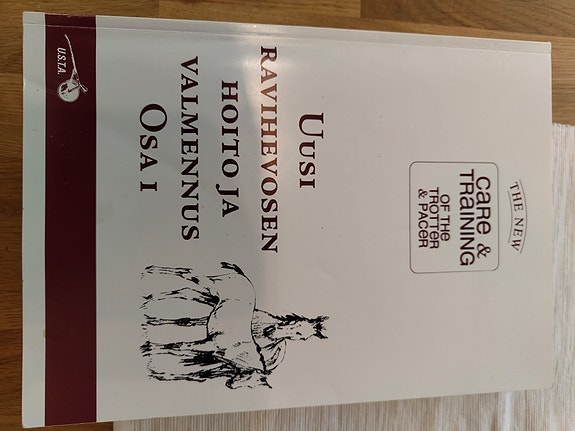 THE NEW
CARE &
TRAINING
OF THE
TROTTER
& PACER
UUSI
RAVIHEVOSEN
HOITO JA
VALMENNUS
OSA I
U.S.T.A.